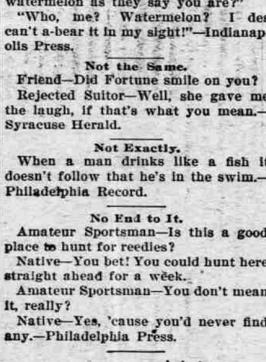 watermelon as they say you are?"
"Who, me? Watermelon? I des
can't a-bear it in my sight!"—Indianap
olis Press.
Not the Same.
Friend—Did Fortune smile on you?
Rejected Suitor—Well, she gave me
the laugh, if that's what you mean.—
Syracuse Herald.
Not Exactly.
When a man drinks like a fish it
doesn't follow that he's in the swim.—
Philadelphia Record.
No End to It.
Amateur Sportsman—Is this a good
place to hunt for reedies?
Native—You bet! You could hunt here
straight ahead for a week.
Amateur Sportsman—You don't mean
it, really?
Native—Yes, 'cause you'd never find
any.—Philadelphia Press.